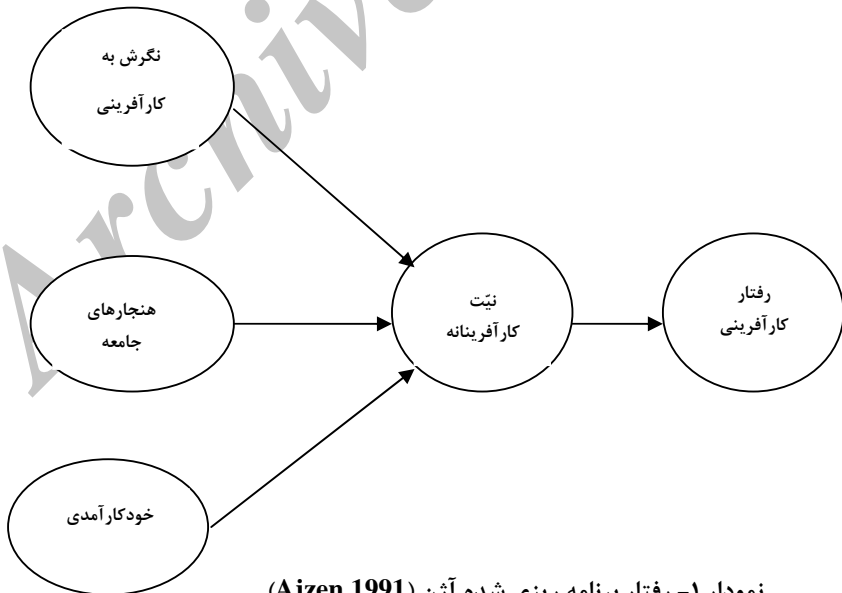 نگرش به
کارآفرینی
هنجارهای
جامعه
خودکارآمدی
نیّت
کارآفرینانه
رفتار
کارآفرینی
نمودار ۱- رفتار برنامه ریزی شده آژن (Ajzen 1991)
Archive